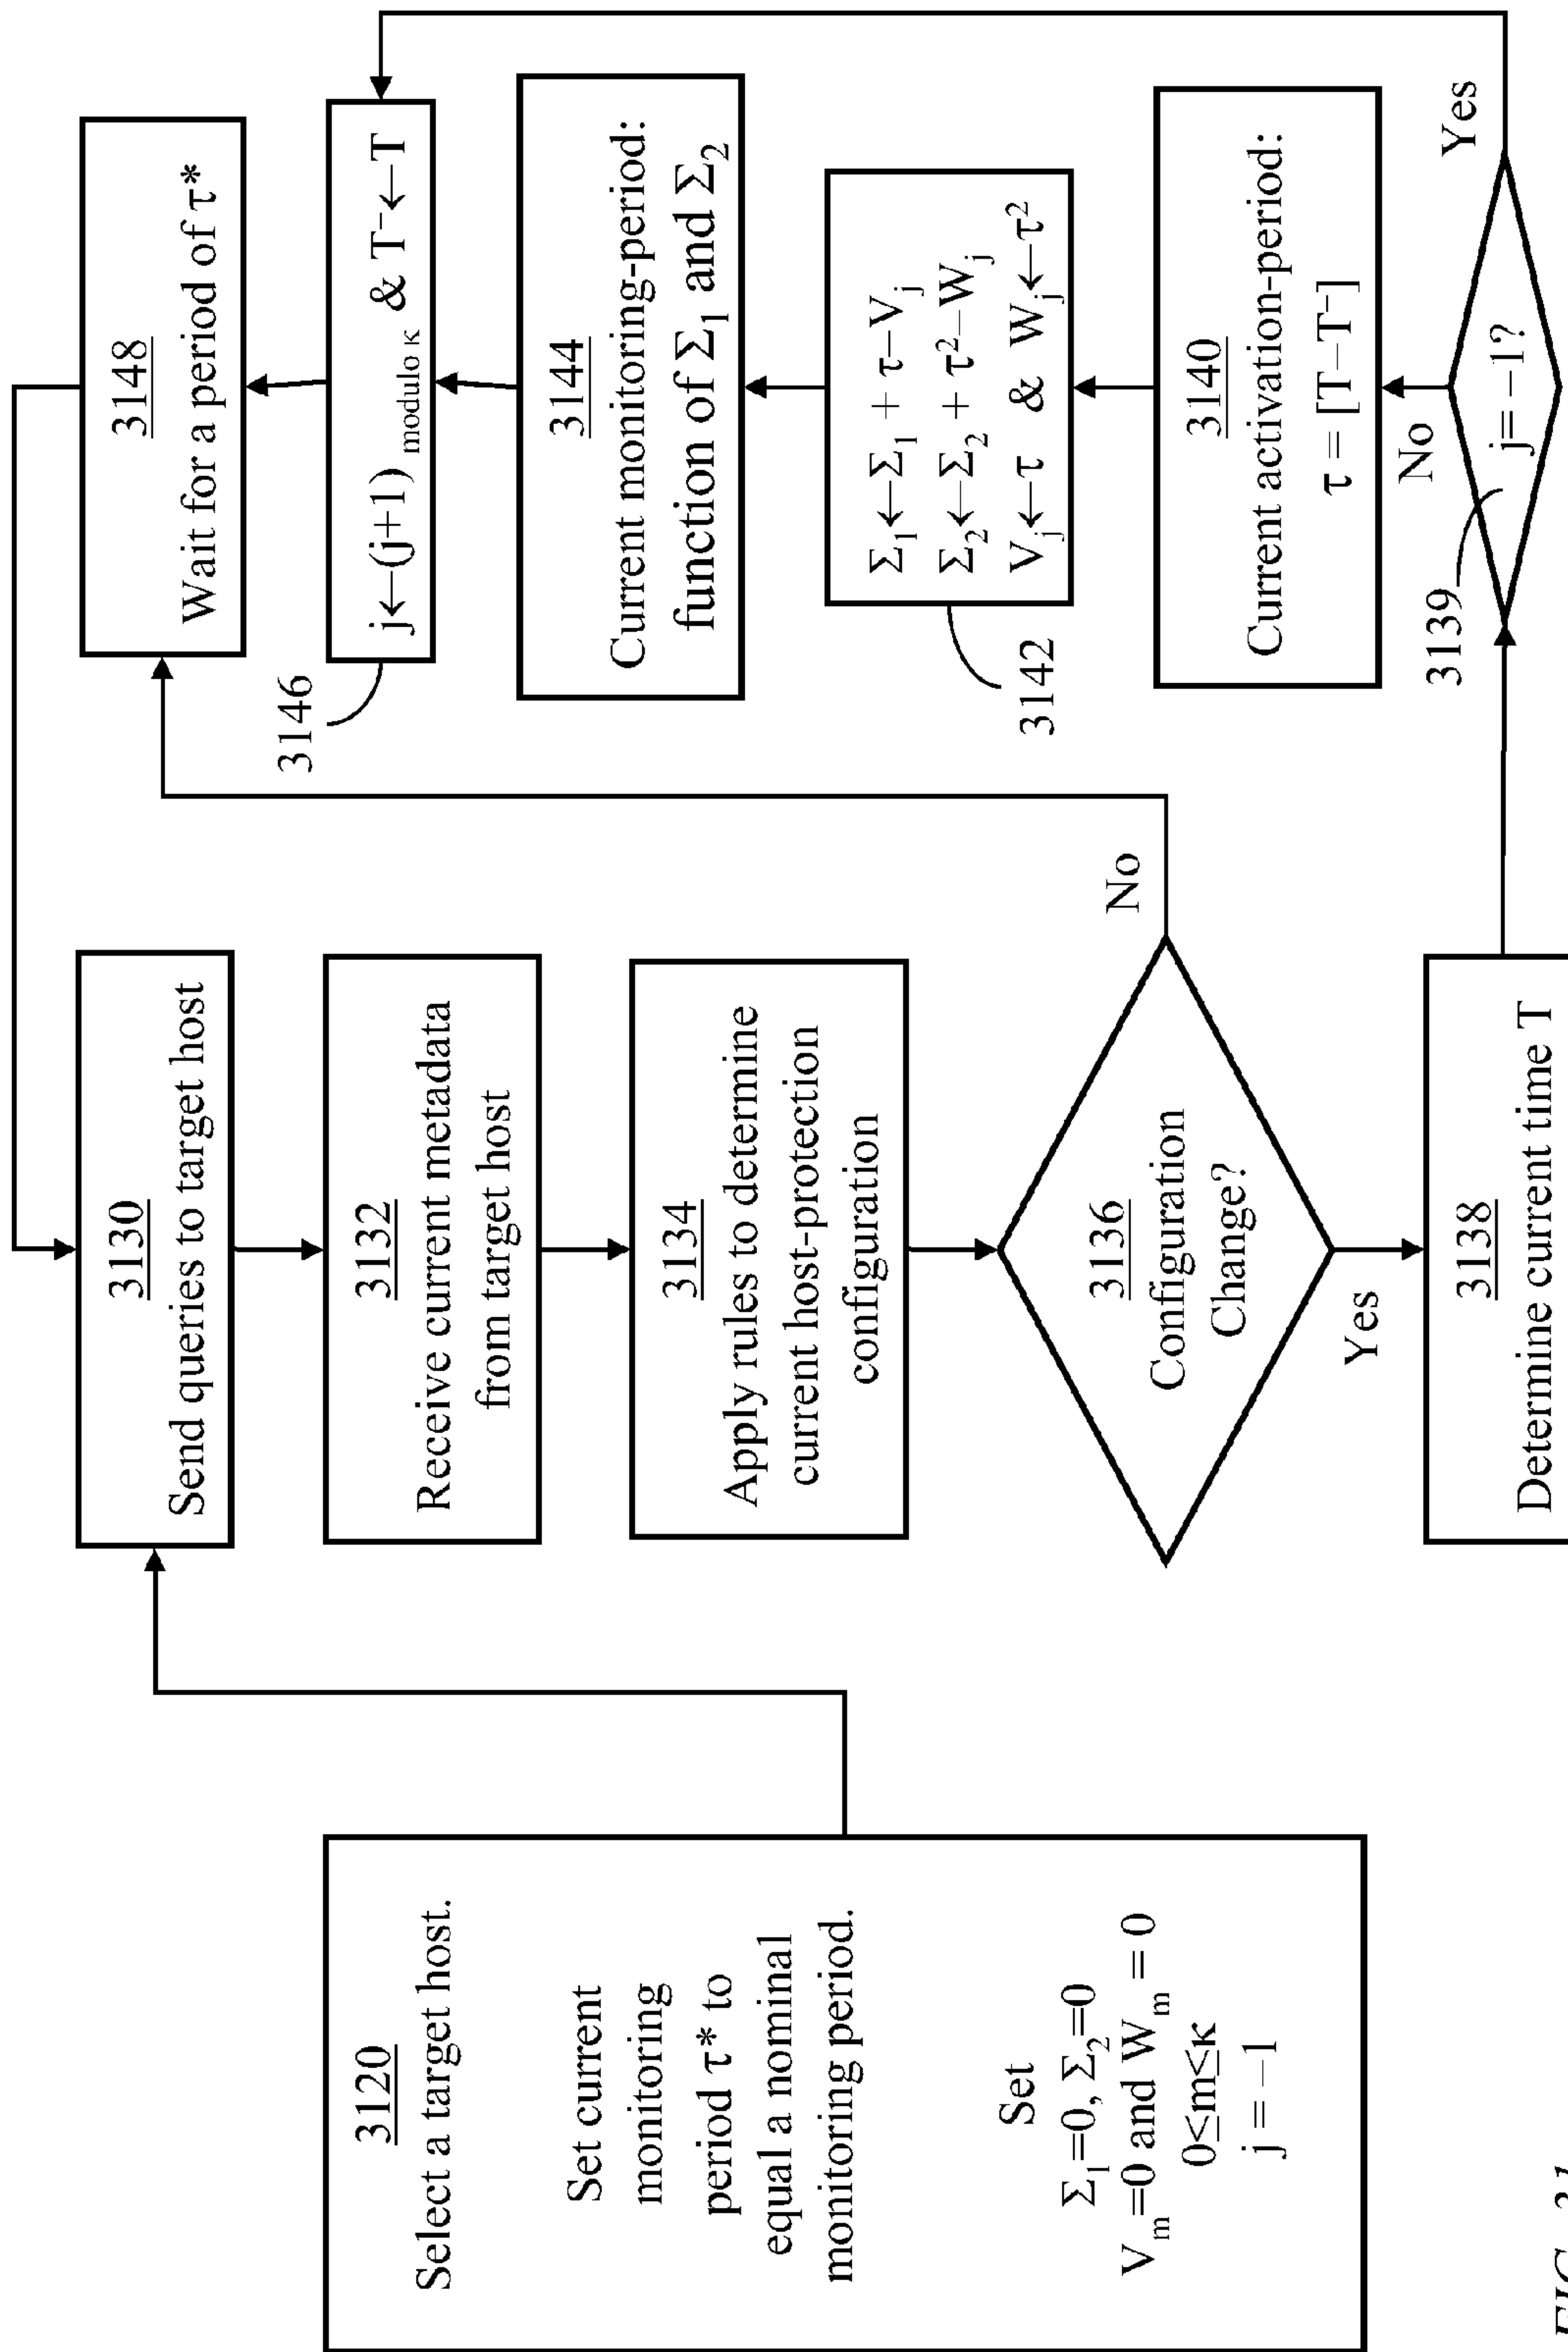 3120
Select a target host.
Set current
monitoring
period τ* to
equal a nominal
monitoring period.
Set
Σ₁=0, Σ₂=0
Vₘ=0 and Wₘ = 0
0≤m≤κ
j = −1
3130
Send queries to target host
3132
Receive current metadata
from target host
3134
Apply rules to determine
current host-protection
configuration
3136
Configuration
Change?
No
Yes
3138
Determine current time T
3139
j= −1?
Yes
No
3140
Current activation-period:
τ = [T−T⁻]
3142
Σ₁←Σ₁ + τ−Vⱼ
Σ₂←Σ₂ + τ²−Wⱼ
Vⱼ←τ & Wⱼ←τ²
3144
Current monitoring-period:
function of Σ₁ and Σ₂
3146
j←(j+1) modulo κ & T⁻←T
3148
Wait for a period of τ*
FIG. 31